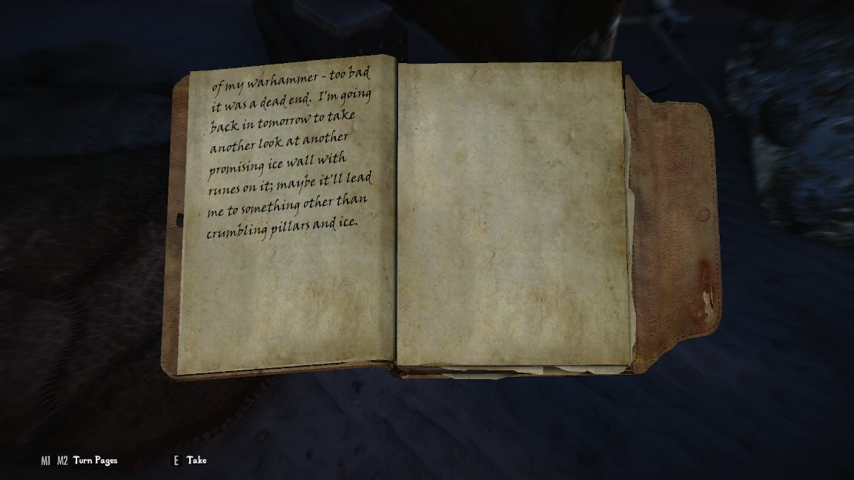 of my warhammer - too bad
it was a dead end. I'm going
back in tomorrow to take
another look at another
promising ice wall with
runes on it; maybe it'll lead
me to something other than
crumbling pillars and ice.
M1 M2 Turn Pages
E Take